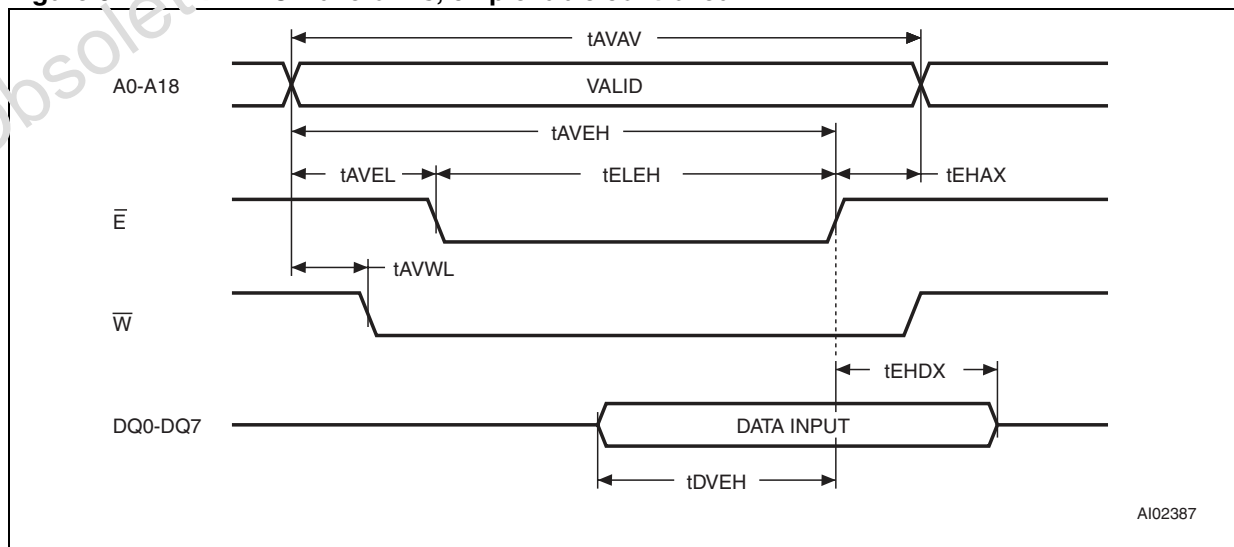 tAVAV
A0-A18
VALID
tAVEH
tAVEL
tELEH
tEHAX
E̅
tAVWL
W̅
tEHDX
DQ0-DQ7
DATA INPUT
tDVEH
AI02387